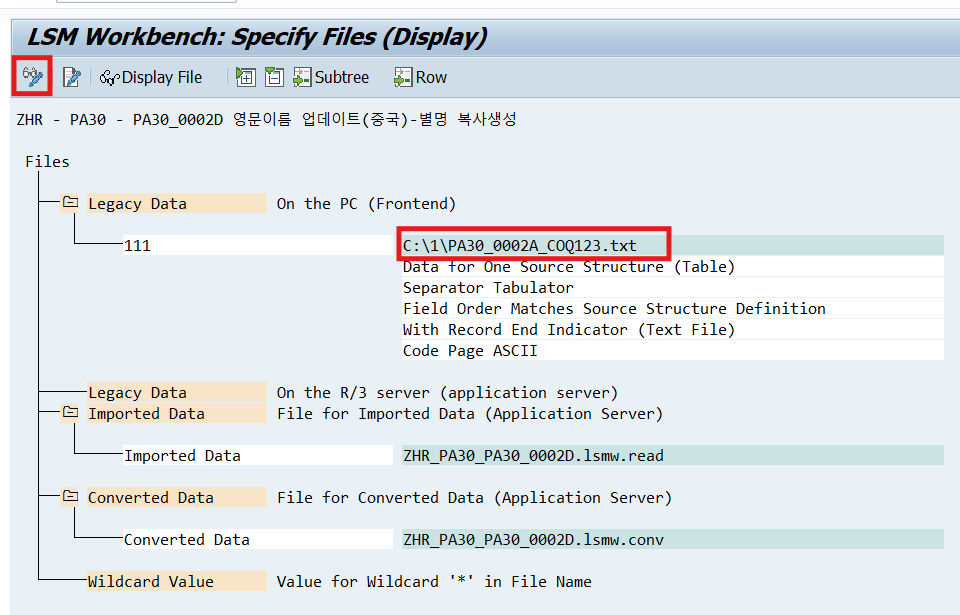 LSM Workbench: Specify Files (Display)
Display File Subtree Row
ZHR - PA30 - PA30_0002D 영문이름 업데이트(중국)-별명 복사생성
Files
Legacy Data On the PC (Frontend)
111 C:\1\PA30_0002A_COQ123.txt
Data for One Source Structure (Table)
Separator Tabulator
Field Order Matches Source Structure Definition
With Record End Indicator (Text File)
Code Page ASCII
Legacy Data On the R/3 server (application server)
Imported Data File for Imported Data (Application Server)
Imported Data ZHR_PA30_PA30_0002D.lsmw.read
Converted Data File for Converted Data (Application Server)
Converted Data ZHR_PA30_PA30_0002D.lsmw.conv
Wildcard Value Value for Wildcard '*' in File Name